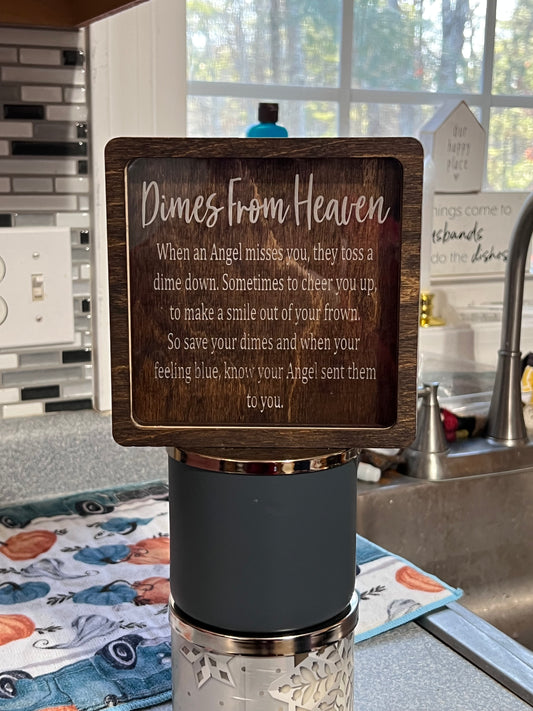 Dimes From Heaven
When an Angel misses you, they toss a
dime down. Sometimes to cheer you up,
to make a smile out of your frown.
So save your dimes and when your
feeling blue, know your Angel sent them
to you.
Our
happy
place
things come to
husbands
do the dishes